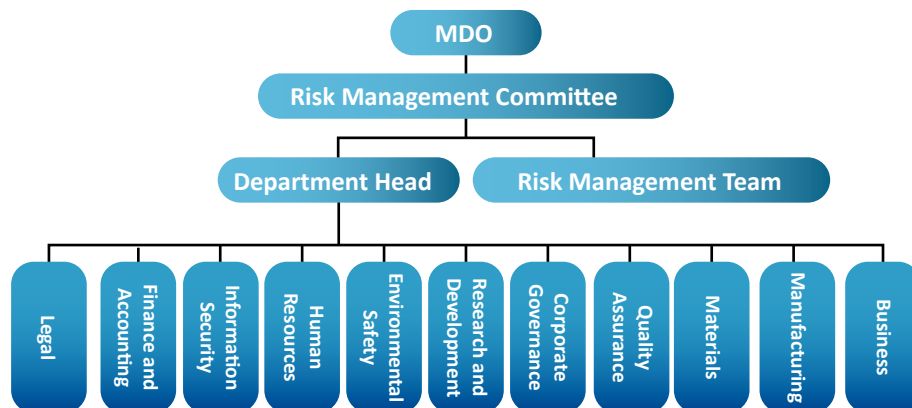 MDO
Risk Management Committee
Department Head
Risk Management Team
Legal
Finance and
Accounting
Information
Security
Human
Resources
Environmental
Safety
Research and
Development
Corporate
Governance
Quality
Assurance
Materials
Manufacturing
Business